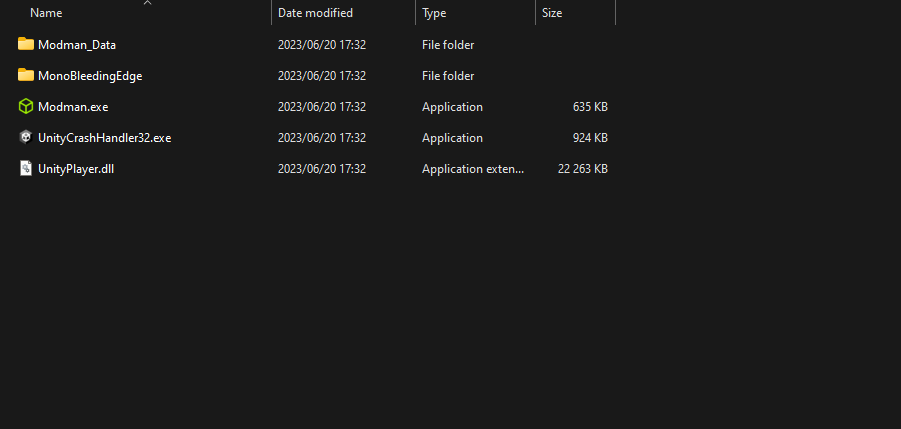 Name Date modified Type Size
Modman_Data 2023/06/20 17:32 File folder
MonoBleedingEdge 2023/06/20 17:32 File folder
Modman.exe 2023/06/20 17:32 Application 635 KB
UnityCrashHandler32.exe 2023/06/20 17:32 Application 924 KB
UnityPlayer.dll 2023/06/20 17:32 Application exten... 22 263 KB